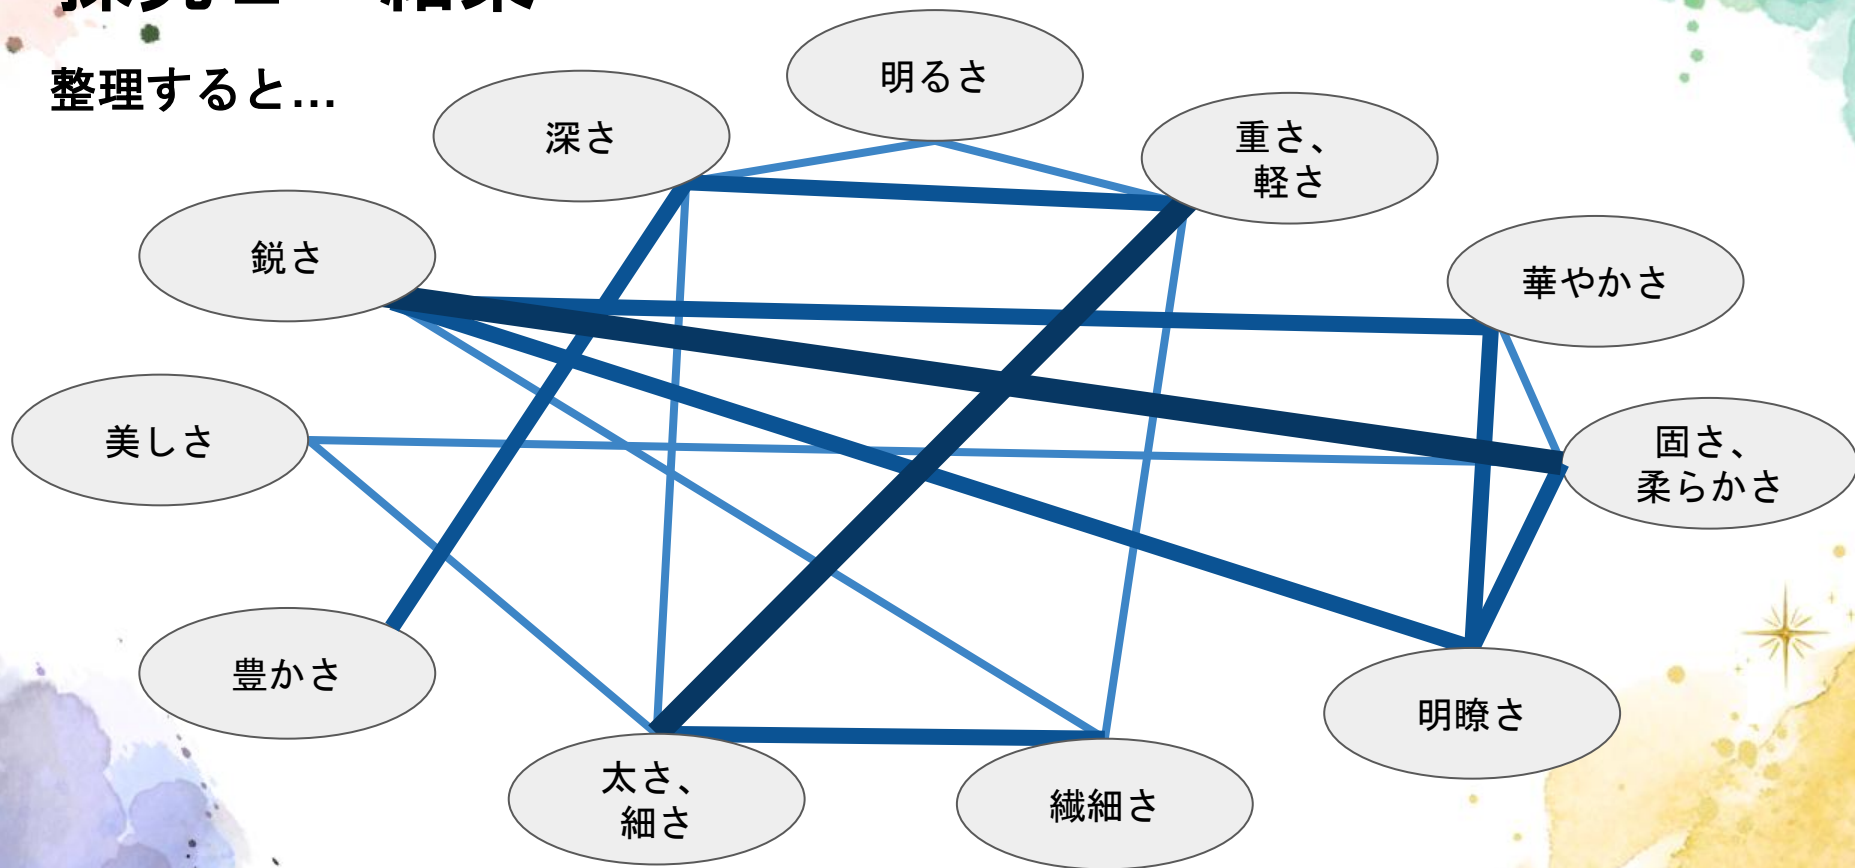 整理すると…
明るさ
深さ
重さ、
軽さ
鋭さ
華やかさ
美しさ
固さ、
柔らかさ
豊かさ
明瞭さ
太さ、
細さ
繊細さ